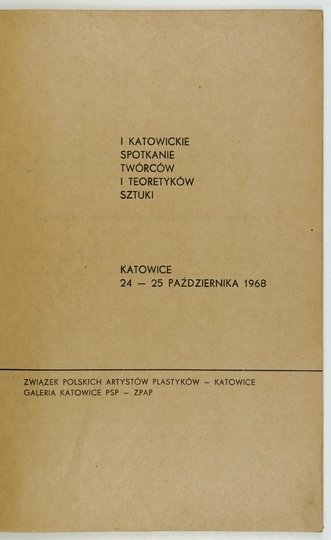 I KATOWICKIE
SPOTKANIE
TWÓRCÓW
I TEORETYKÓW
SZTUKI
KATOWICE
24 — 25 PAŹDZIERNIKA 1968
ZWIĄZEK POLSKICH ARTYSTÓW PLASTYKÓW — KATOWICE
GALERIA KATOWICE PSP — ZPAP